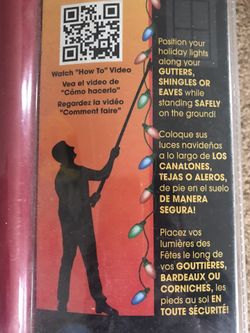 Watch "How To" Video
Vea el video de
"Cómo hacerlo"
Regardez la vidéo
"Comment faire"
Position your
holiday lights
along your
GUTTERS,
SHINGLES OR
EAVES while
standing SAFELY
on the ground!
Coloque sus
luces navideñas
a lo largo de LOS
CANALONES,
TEJAS O ALEROS,
de pie en el suelo
DE MANERA
SEGURA!
Placez vos
lumières des
Fêtes le long de
vos GOUTTIÈRES,
BARDEAUX OU
CORNICHES, les
pieds au sol EN
TOUTE SÉCURITÉ!